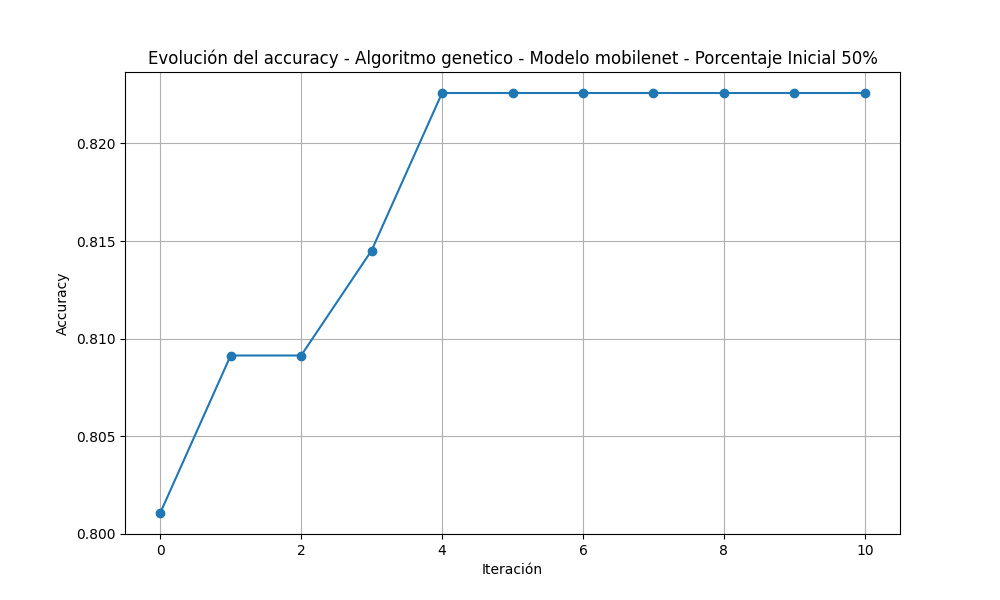 Evolución del accuracy - Algoritmo genetico - Modelo mobilenet - Porcentaje Inicial 50%
0.820
0.815
0.810
0.805
0.800
Accuracy
0 2 4 6 8 10
Iteración